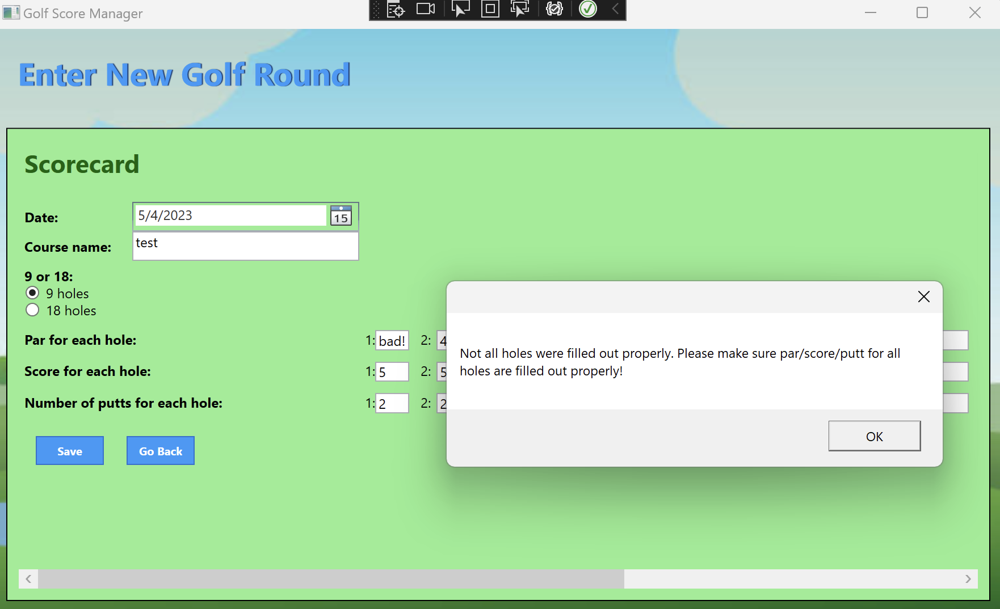 Golf Score Manager
Enter New Golf Round
Scorecard
Date:
5/4/2023
15
Course name:
test
9 or 18:
9 holes
18 holes
Par for each hole:
1: bad! 2: 4
Score for each hole:
1: 5 2: 5
Number of putts for each hole:
1: 2 2: 2
Not all holes were filled out properly. Please make sure par/score/putt for all
holes are filled out properly!
OK
Save
Go Back